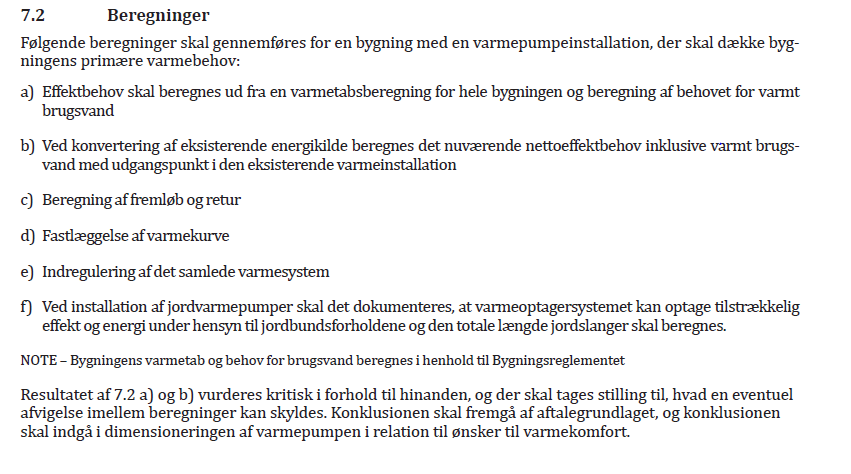 7.2 Beregninger
Følgende beregninger skal gennemføres for en bygning med en varmepumpeinstallation, der skal dække byg-
ningens primære varmebehov:
a) Effektbehov skal beregnes ud fra en varmetabsberegning for hele bygningen og beregning af behovet for varmt
brugsvand
b) Ved konvertering af eksisterende energikilde beregnes det nuværende nettoeffektbehov inklusive varmt brugs-
vand med udgangspunkt i den eksisterende varmeinstallation
c) Beregning af fremløb og retur
d) Fastlæggelse af varmekurve
e) Indregulering af det samlede varmesystem
f) Ved installation af jordvarmepumper skal det dokumenteres, at varmeoptagersystemet kan optage tilstrækkelig
effekt og energi under hensyn til jordbundsforholdene og den totale længde jordslanger skal beregnes.
NOTE – Bygningens varmetab og behov for brugsvand beregnes i henhold til Bygningsreglementet
Resultatet af 7.2 a) og b) vurderes kritisk i forhold til hinanden, og der skal tages stilling til, hvad en eventuel
afvigelse imellem beregninger kan skyldes. Konklusionen skal fremgå af aftalegrundlaget, og konklusionen
skal indgå i dimensioneringen af varmepumpen i relation til ønsker til varmekomfort.